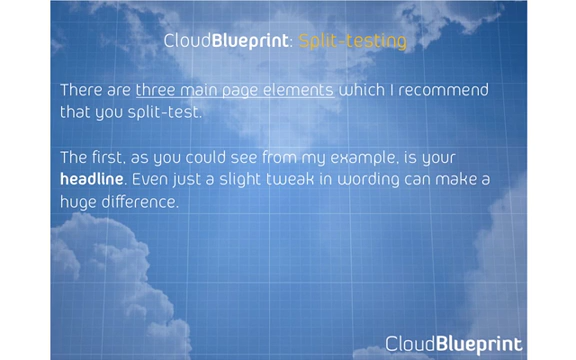 CloudBlueprint: Split-testing
There are three main page elements which I recommend
that you split-test.
The first, as you could see from my example, is your
headline. Even just a slight tweak in wording can make a
huge difference.
CloudBlueprint